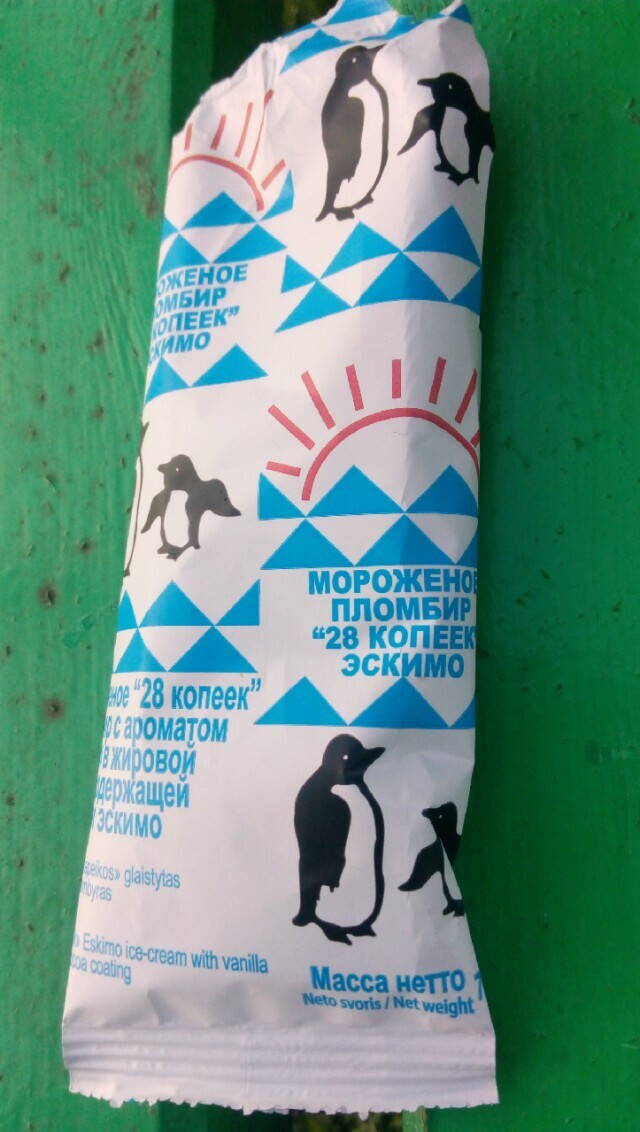 МОРОЖЕНОЕ
ПЛОМБИР
КОПЕЕК"
ЭСКИМО
МОРОЖЕНОЕ
ПЛОМБИР
"28 КОПЕЕК"
ЭСКИМО
"28 копеек"
с ароматом
в жировой
эскимо
glaistytas
Eskimo ice-cream with vanilla
coating
Масса нетто
Neto svoris / Net weight